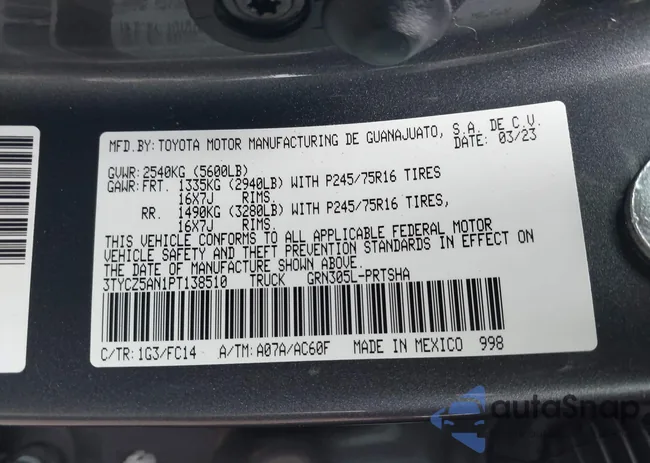 MFD.BY: TOYOTA MOTOR MANUFACTURING DE GUANAJUATO, S.A. DE C.V.
DATE: 03/23
GVWR: 2540KG (5600LB)
GAWR: FRT. 1335KG (2940LB) WITH P245/75R16 TIRES
16X7J RIMS.
RR. 1490KG (3280LB) WITH P245/75R16 TIRES,
16X7J RIMS.
THIS VEHICLE CONFORMS TO ALL APPLICABLE FEDERAL MOTOR
VEHICLE SAFETY AND THEFT PREVENTION STANDARDS IN EFFECT ON
THE DATE OF MANUFACTURE SHOWN ABOVE.
3TYCZ5AN1PT138510 TRUCK GRN305L-PRTSHA
C/TR: 1G3/FC14 A/TM: A07A/AC60F MADE IN MEXICO 998
autoSnap